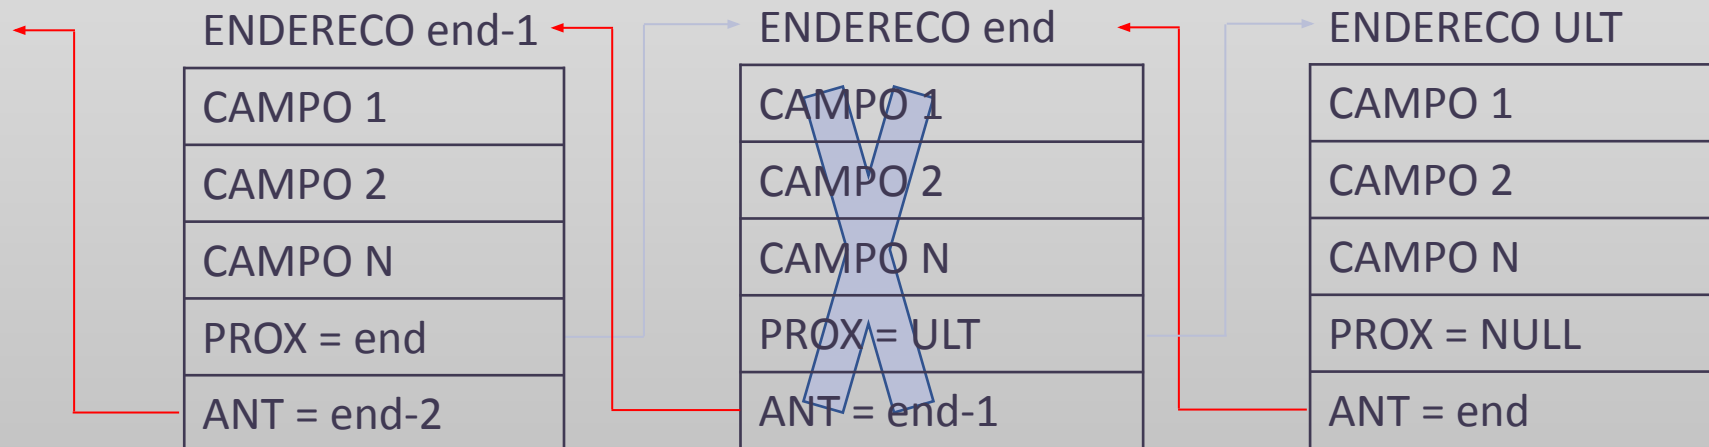 ENDERECO end-1
CAMPO 1
CAMPO 2
CAMPO N
PROX = end
ANT = end-2
ENDERECO end
CAMPO 1
CAMPO 2
CAMPO N
PROX = ULT
ANT = end-1
ENDERECO ULT
CAMPO 1
CAMPO 2
CAMPO N
PROX = NULL
ANT = end